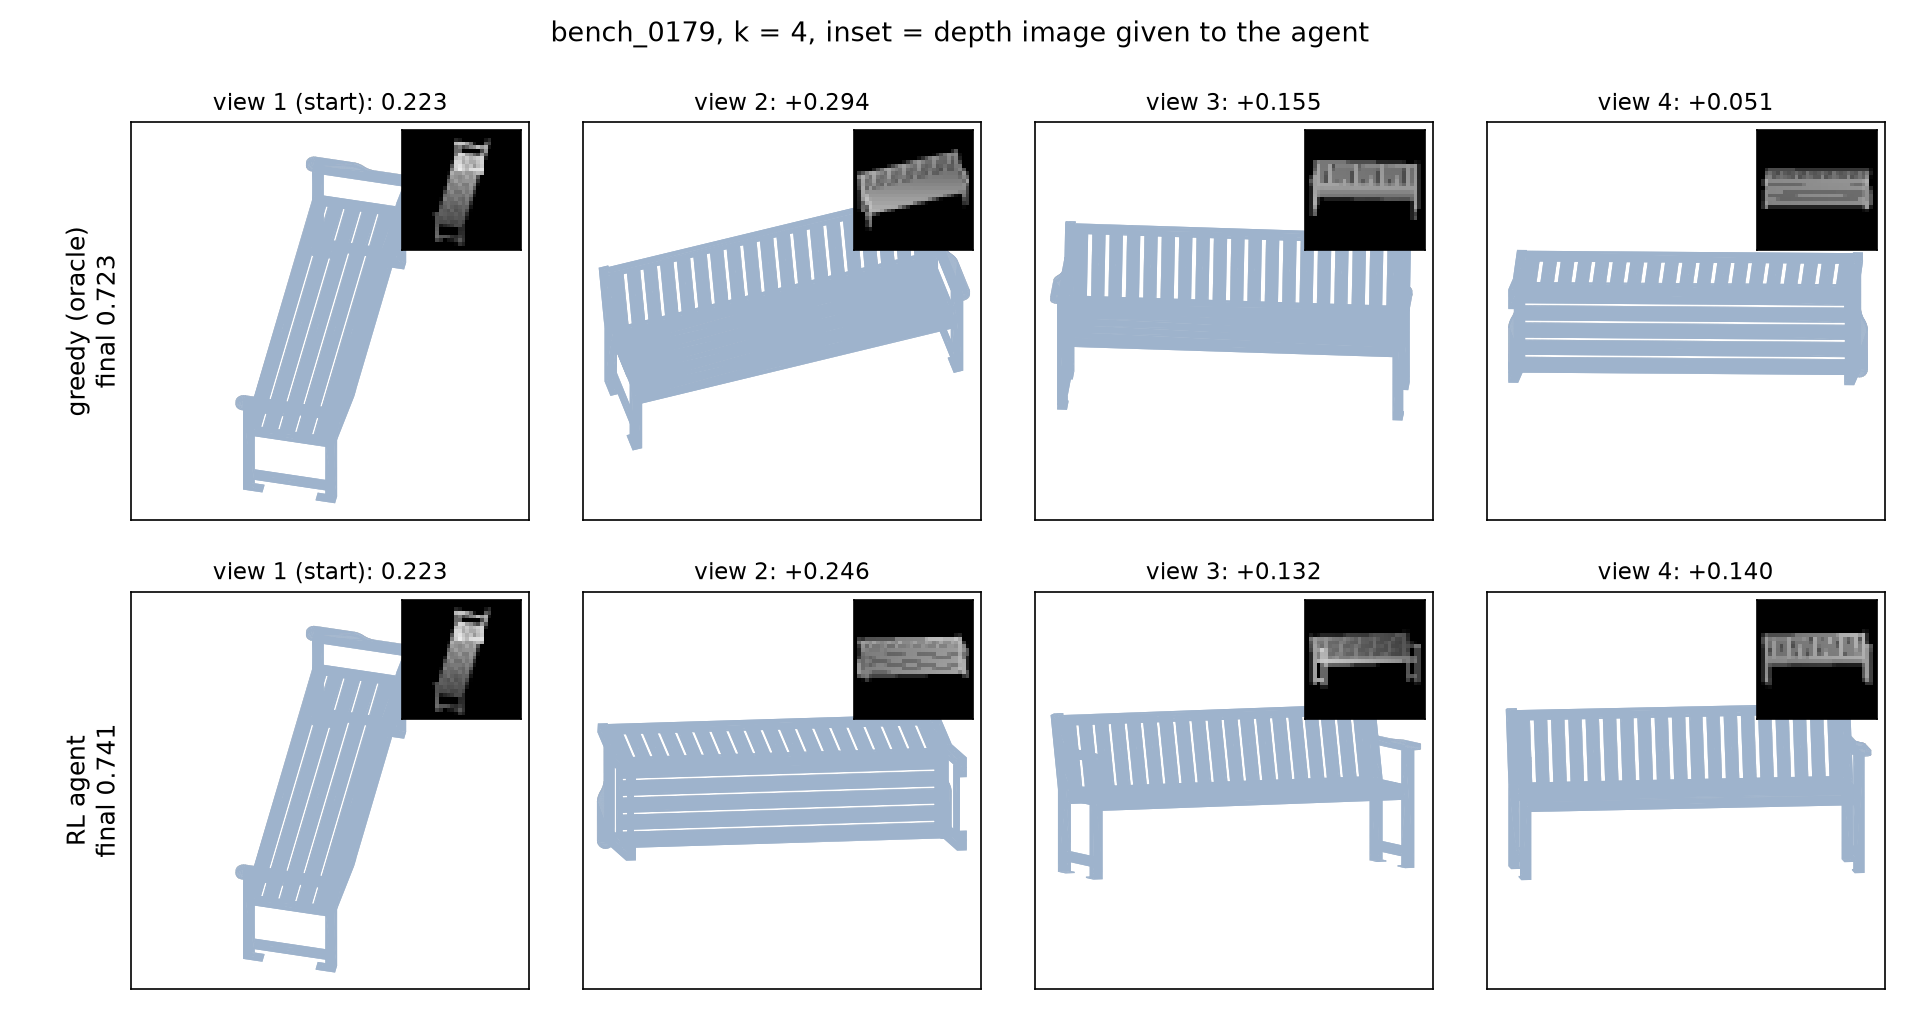 bench_0179, k = 4, inset = depth image given to the agent
view 1 (start): 0.223
view 2: +0.294
view 3: +0.155
view 4: +0.051
greedy (oracle)
final 0.723
view 1 (start): 0.223
view 2: +0.246
view 3: +0.132
view 4: +0.140
RL agent
final 0.741